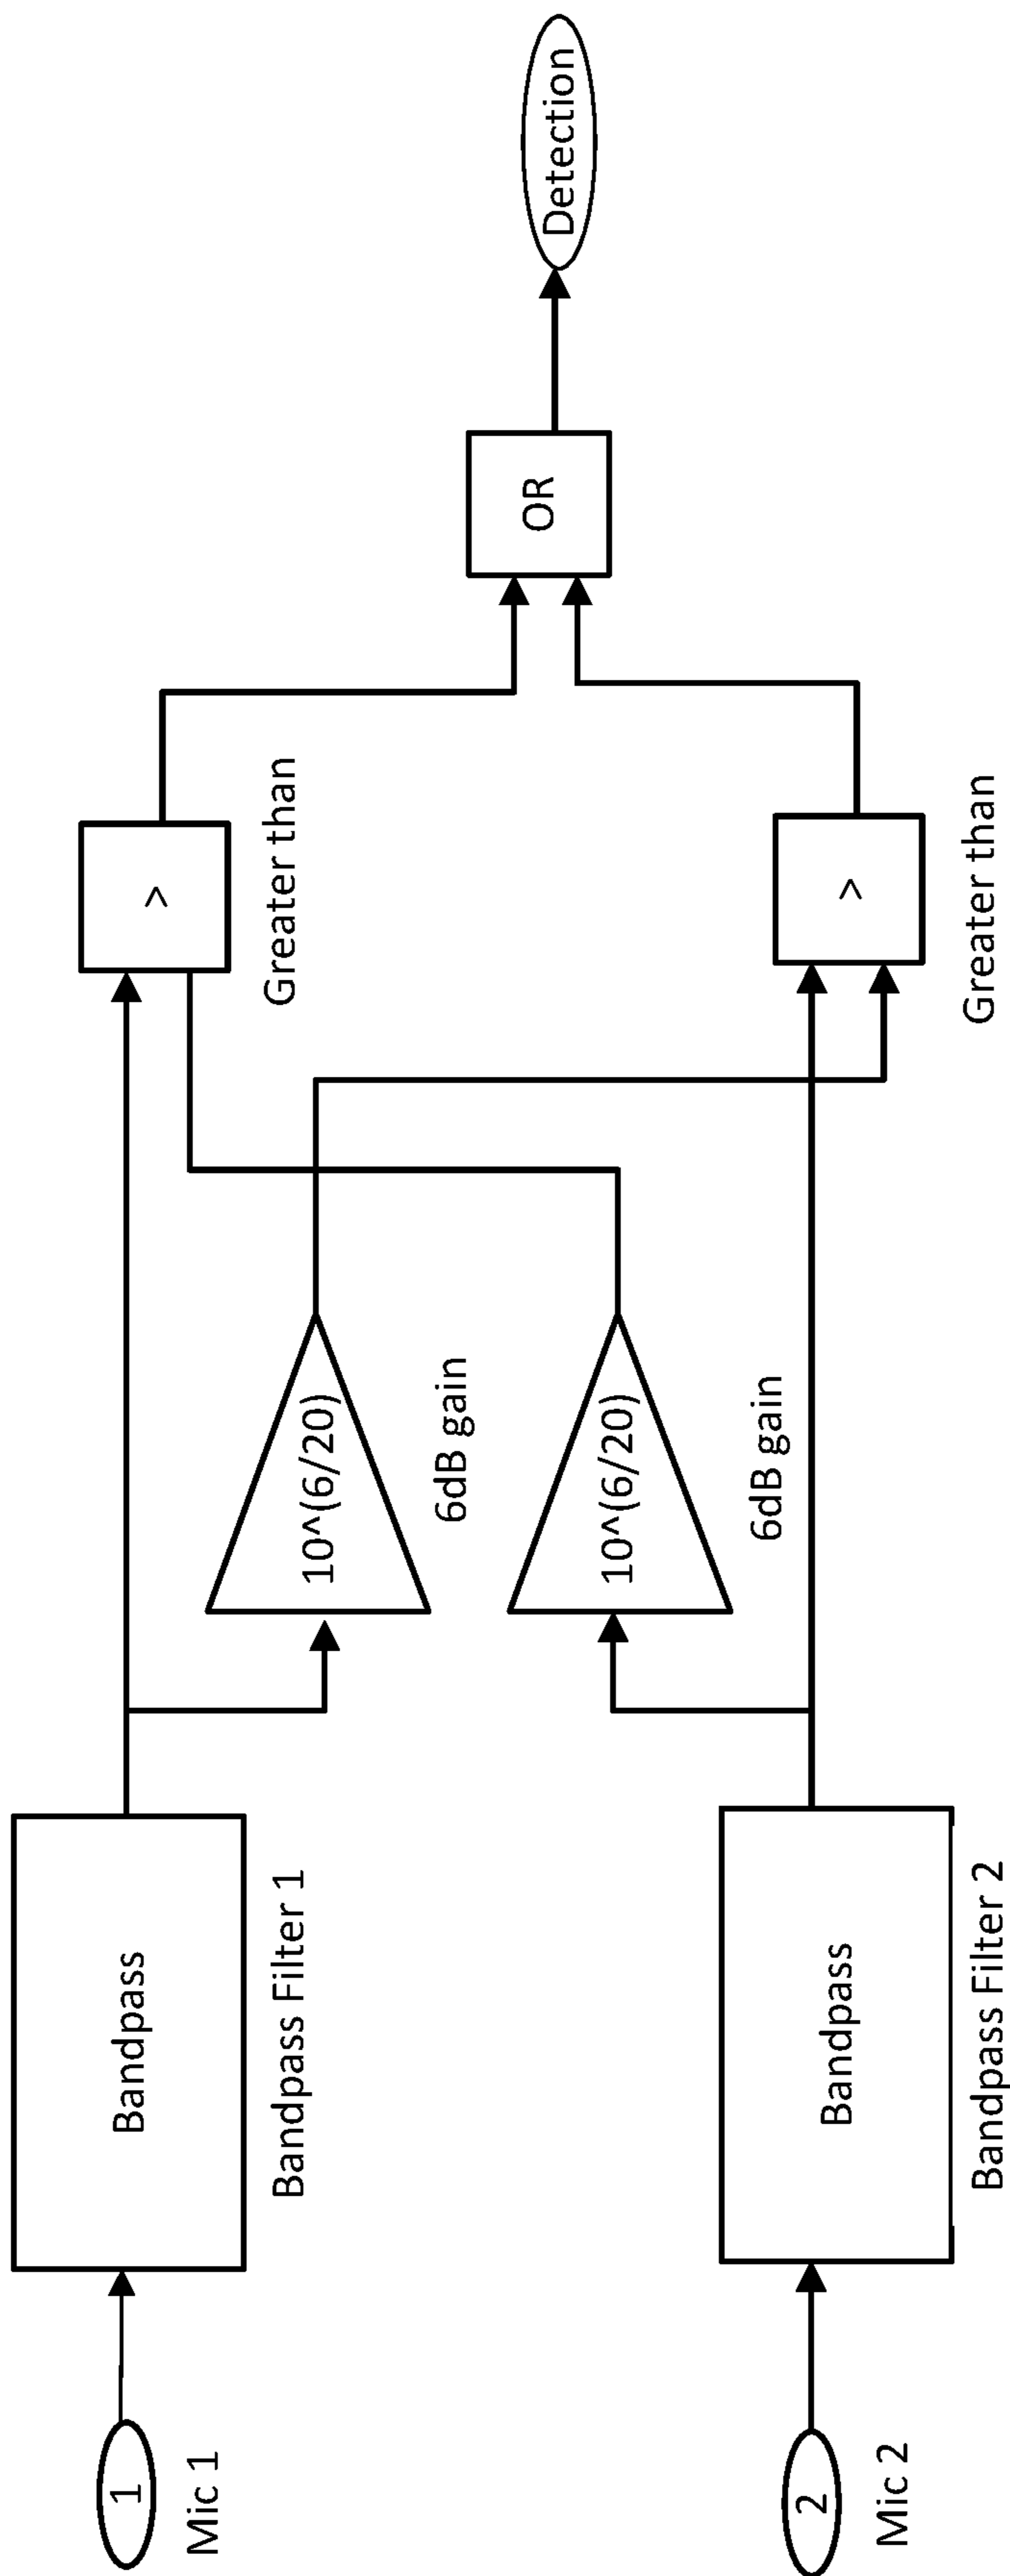 1
Mic 1
Bandpass
Bandpass Filter 1
10^(6/20)
6dB gain
>
Greater than
2
Mic 2
Bandpass
Bandpass Filter 2
10^(6/20)
6dB gain
>
Greater than
OR
Detection